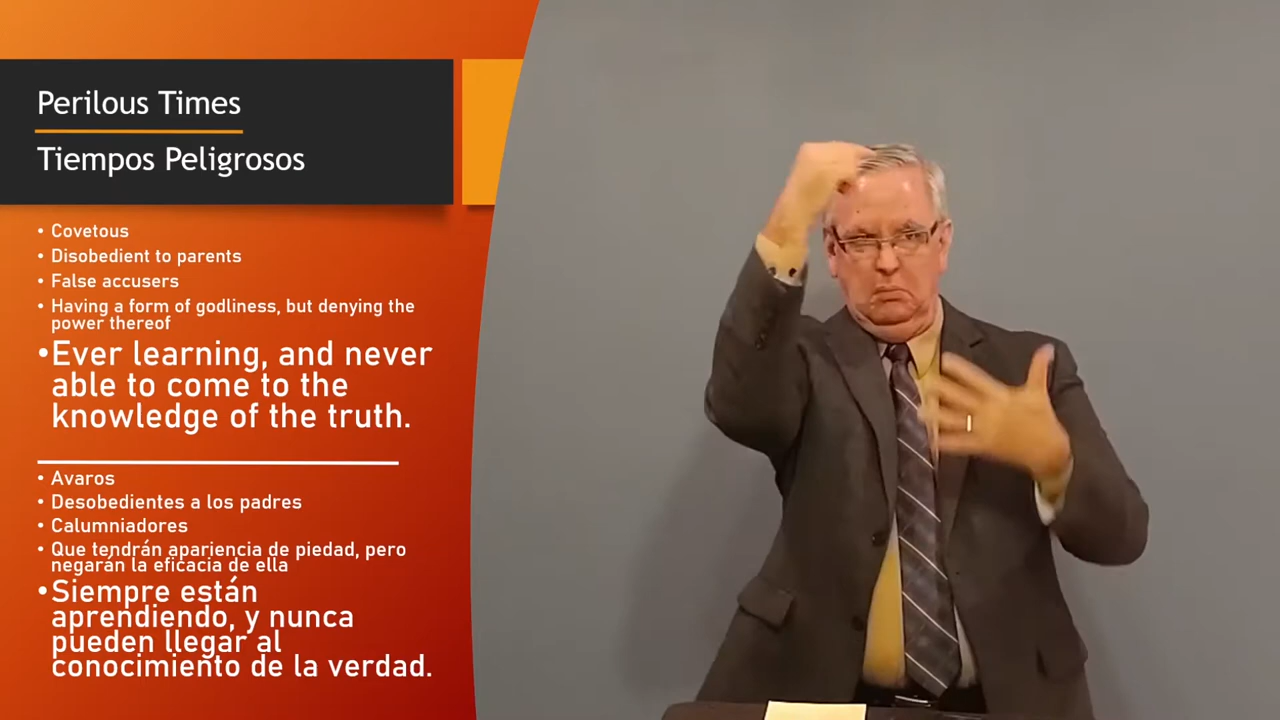 Perilous Times
Tiempos Peligrosos
• Covetous
• Disobedient to parents
• False accusers
• Having a form of godliness, but denying the
power thereof
•Ever learning, and never
able to come to the
knowledge of the truth.
• Avaros
• Desobedientes a los padres
• Calumniadores
• Que tendrán apariencia de piedad, pero
negarán la eficacia de ella
•Siempre están
aprendiendo, y nunca
pueden llegar al
conocimiento de la verdad.